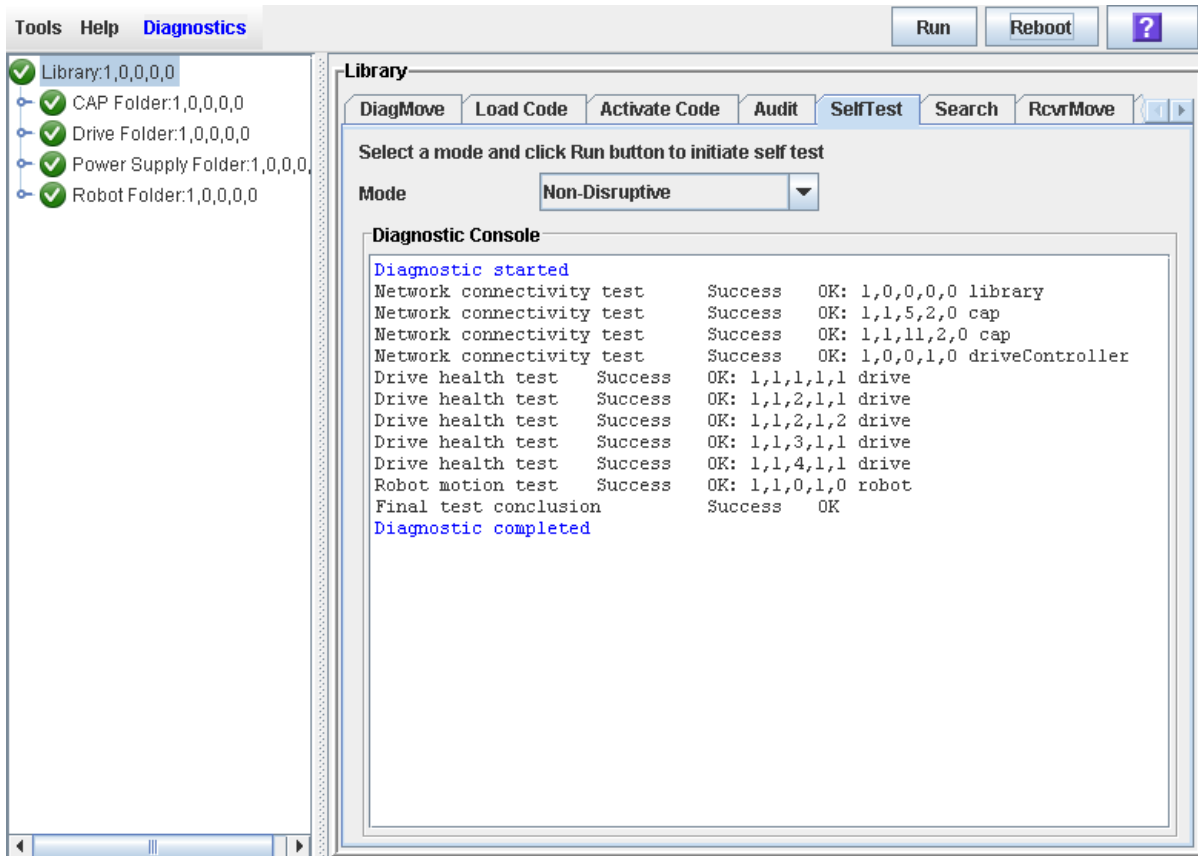 Tools Help Diagnostics Run Reboot ?
Library:1,0,0,0,0
CAP Folder:1,0,0,0,0
Drive Folder:1,0,0,0,0
Power Supply Folder:1,0,0,0,
Robot Folder:1,0,0,0,0
Library
DiagMove Load Code Activate Code Audit SelfTest Search RcvrMove
Select a mode and click Run button to initiate self test
Mode Non-Disruptive
Diagnostic Console
Diagnostic started
Network connectivity test Success OK: 1,0,0,0,0 library
Network connectivity test Success OK: 1,1,5,2,0 cap
Network connectivity test Success OK: 1,1,11,2,0 cap
Network connectivity test Success OK: 1,0,0,1,0 driveController
Drive health test Success OK: 1,1,1,1,1 drive
Drive health test Success OK: 1,1,2,1,1 drive
Drive health test Success OK: 1,1,2,1,2 drive
Drive health test Success OK: 1,1,3,1,1 drive
Drive health test Success OK: 1,1,4,1,1 drive
Robot motion test Success OK: 1,1,0,1,0 robot
Final test conclusion Success OK
Diagnostic completed